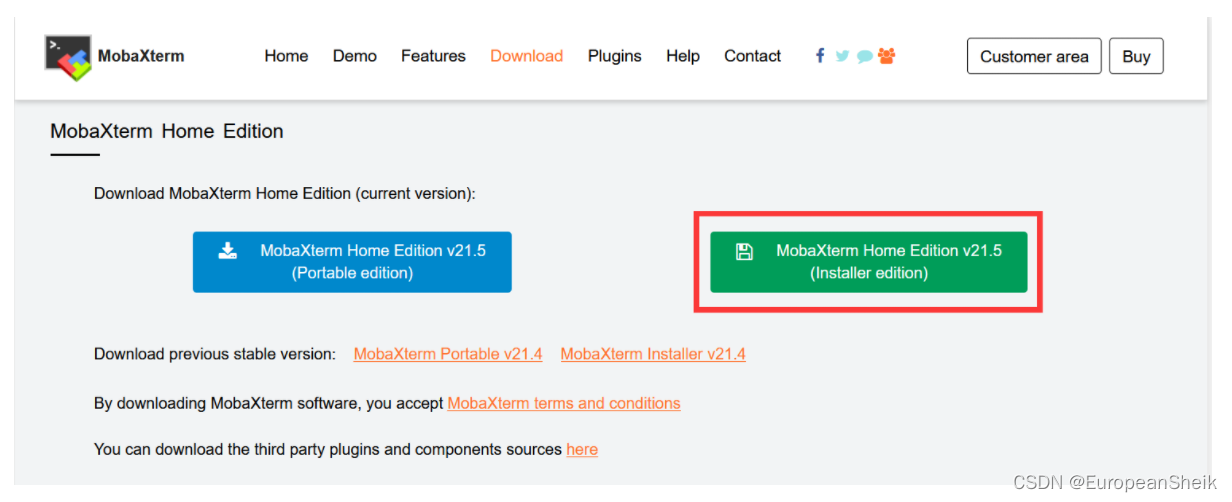 MobaXterm Home Demo Features Download Plugins Help Contact Customer area Buy
MobaXterm Home Edition
Download MobaXterm Home Edition (current version):
MobaXterm Home Edition v21.5
(Portable edition)
MobaXterm Home Edition v21.5
(Installer edition)
Download previous stable version: MobaXterm Portable v21.4 MobaXterm Installer v21.4
By downloading MobaXterm software, you accept MobaXterm terms and conditions
You can download the third party plugins and components sources here
CSDN @EuropeanSheik